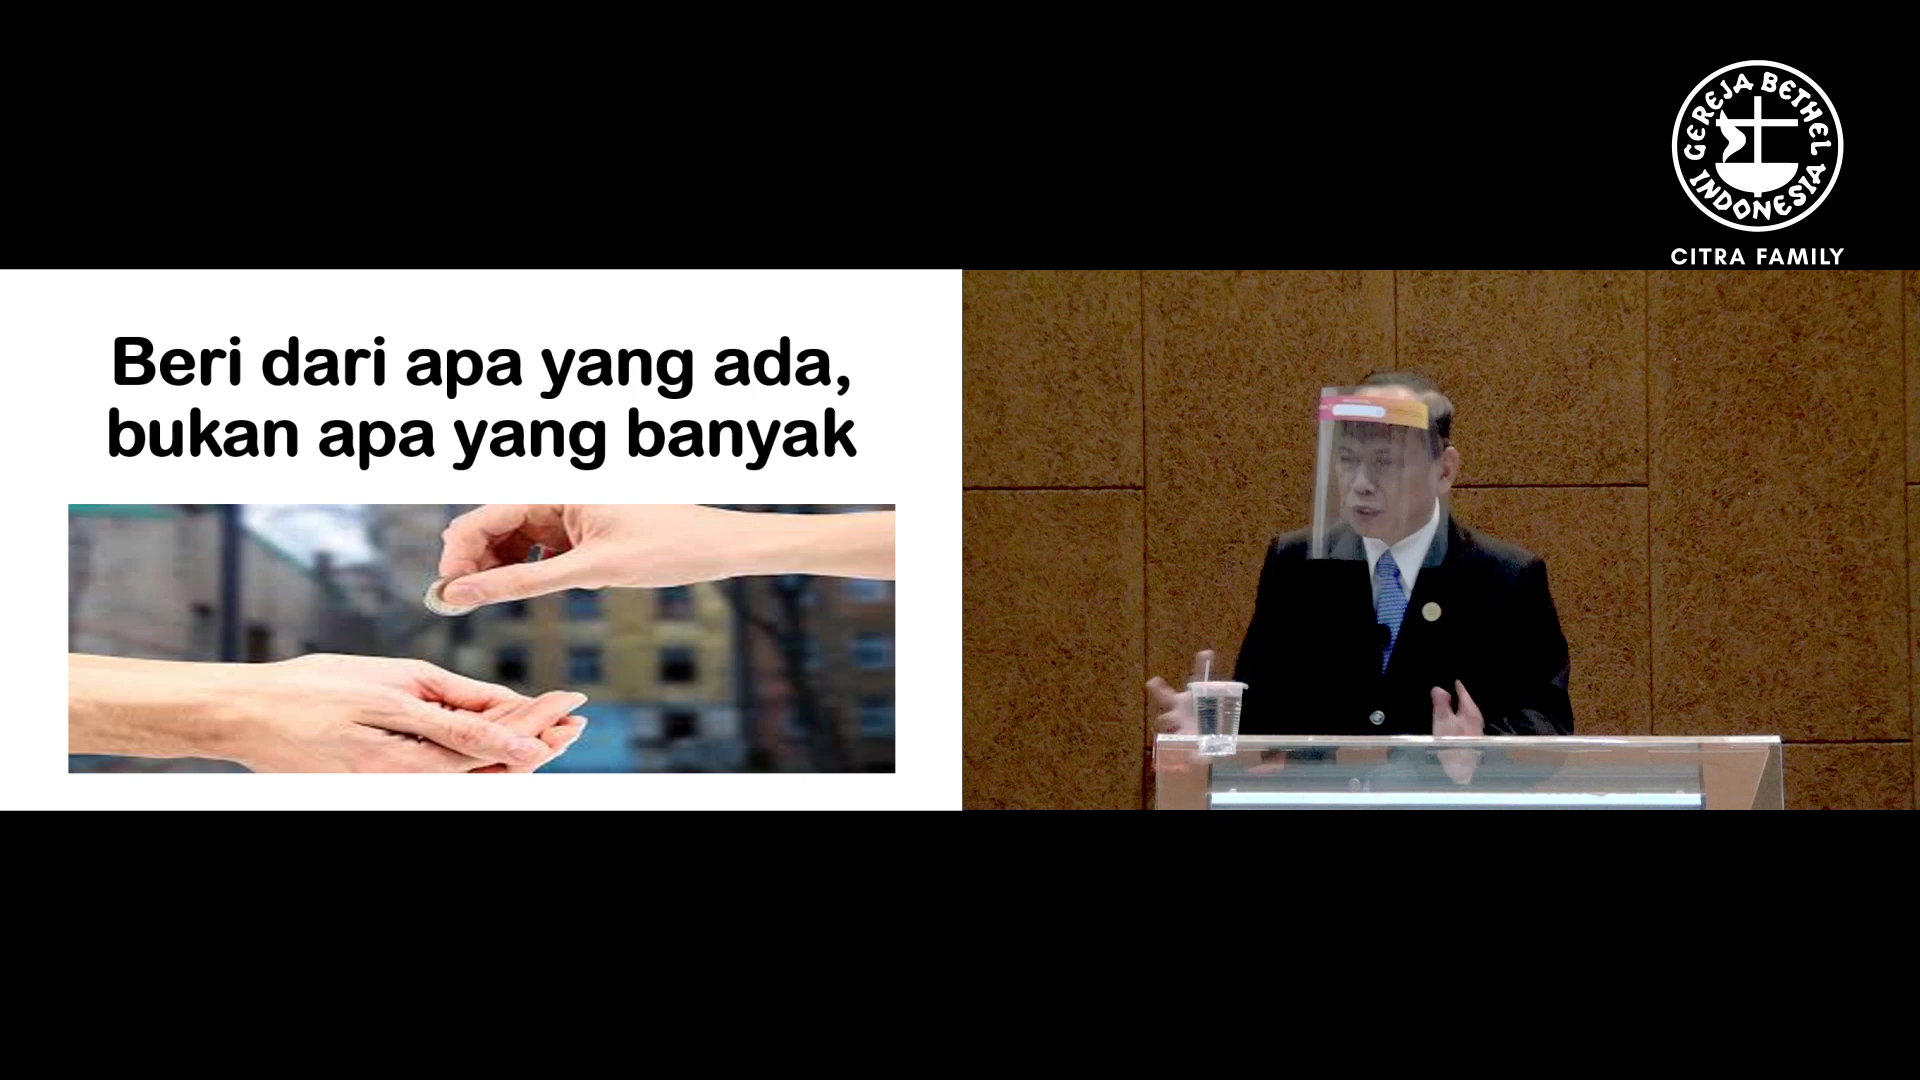 GEREJA BETHEL
INDONESIA
CITRA FAMILY
Beri dari apa yang ada,
bukan apa yang banyak